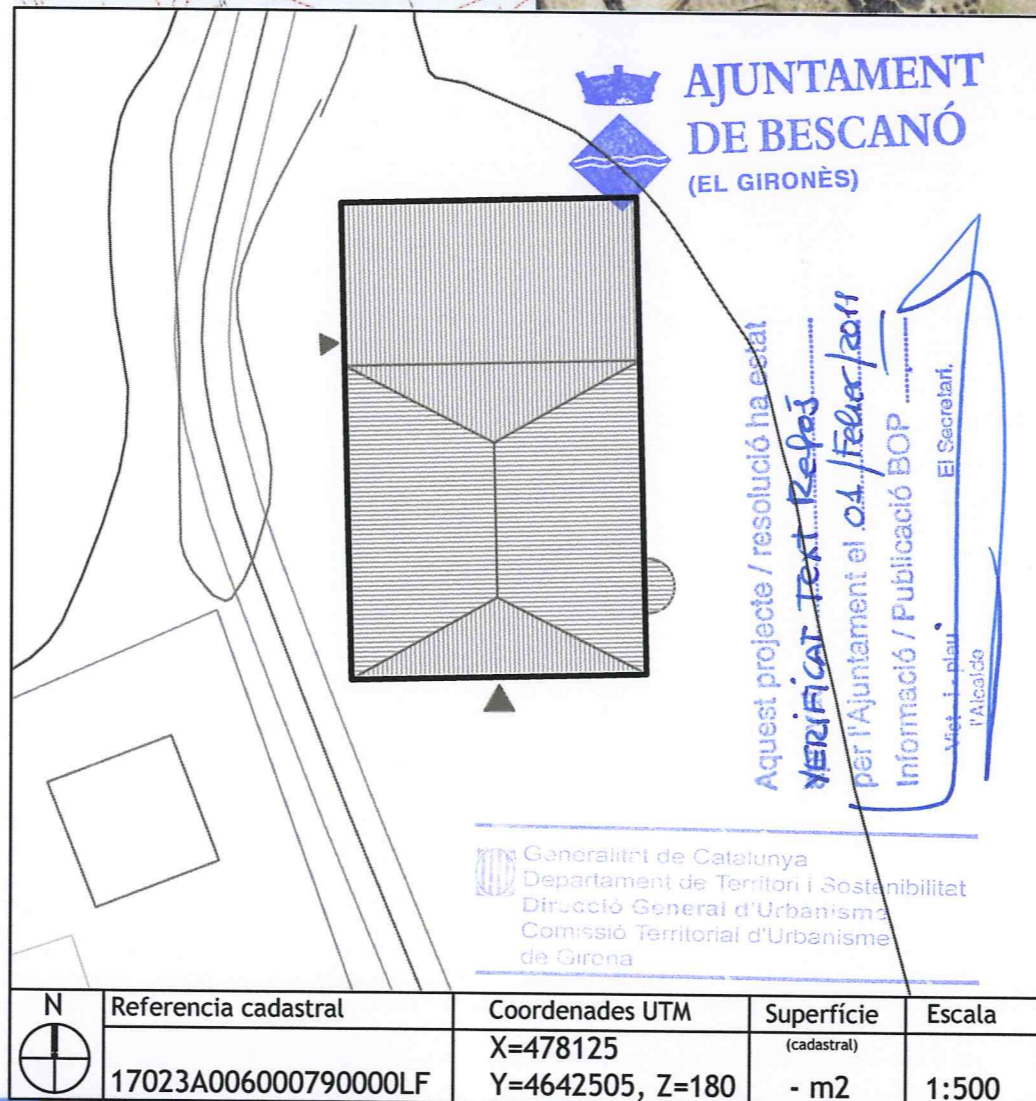 AJUNTAMENT
DE BESCANÓ
(EL GIRONÈS)
Aquest projecte / resolució ha estat
VERIFICAT Text Refós
per l'Ajuntament el 01/Febrer/2011
Informació / Publicació BOP
Vist i plau, El Secretari,
l'Alcalde
Generalitat de Catalunya
Departament de Territori i Sostenibilitat
Direcció General d'Urbanisme
Comissió Territorial d'Urbanisme
de Girona
N
Referencia cadastral
17023A006000790000LF
Coordenades UTM
X=478125
Y=4642505, Z=180
Superfície
(cadastral)
- m2
Escala
1:500